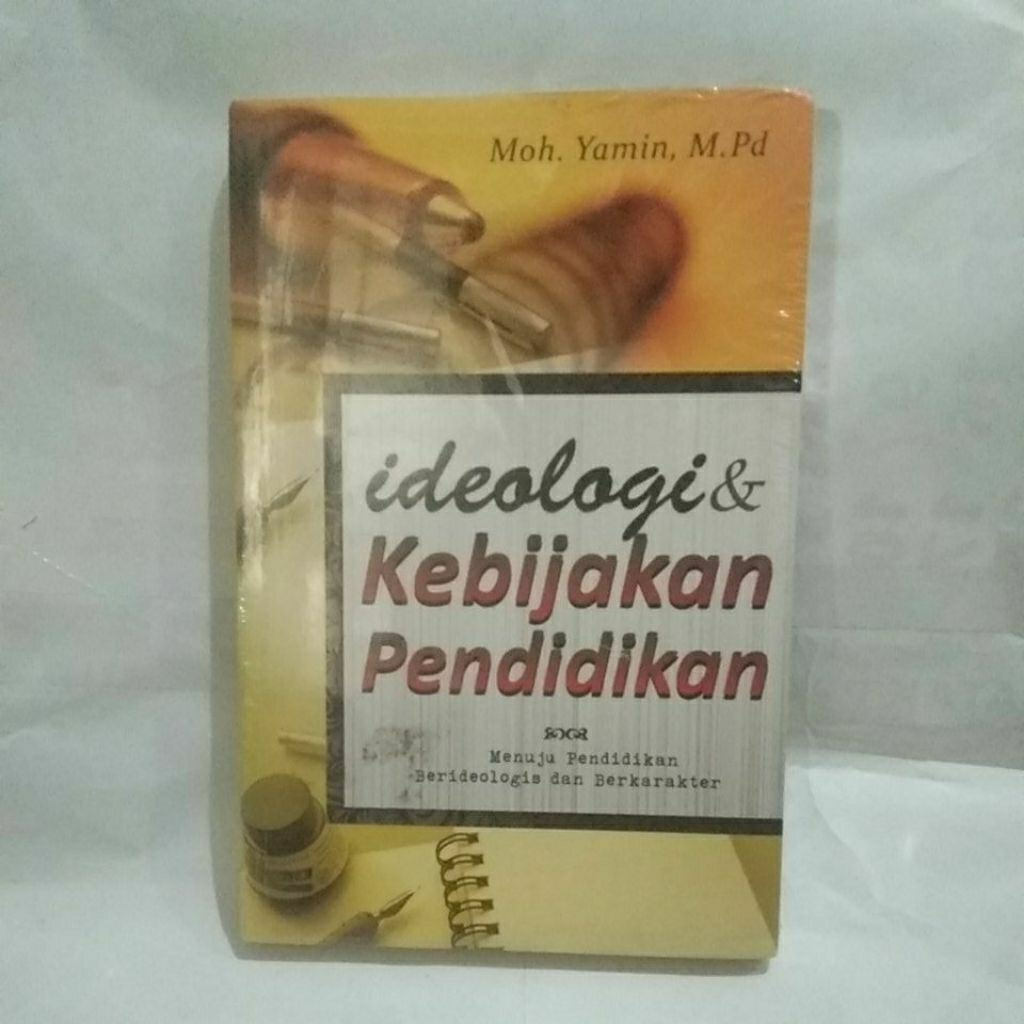 Moh. Yamin, M.Pd
ideologi &
Kebijakan
Pendidikan
Menuju Pendidikan
Berideologis dan Berkarakter